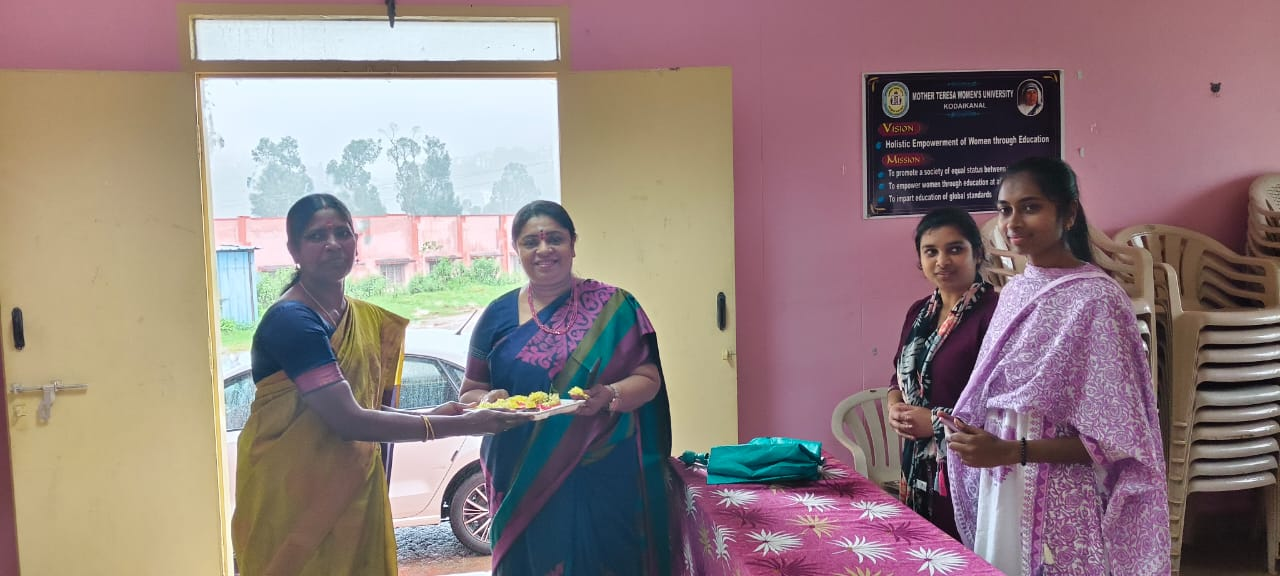 MOTHER TERESA WOMEN'S UNIVERSITY
KODAIKANAL
VISION
Holistic Empowerment of Women through Education
MISSION
To promote a society of equal status between
To empower women through education at
To impart education of global standards